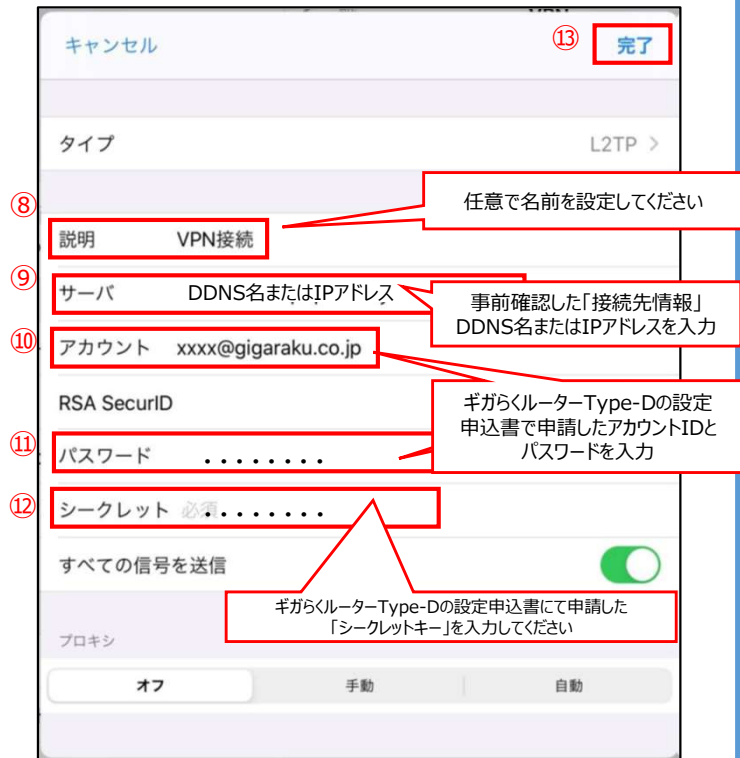 キャンセル
⑬
完了
タイプ
L2TP >
⑧
任意で名前を設定してください
説明 VPN接続
⑨
サーバ DDNS名またはIPアドレス
事前確認した「接続先情報」
DDNS名またはIPアドレスを入力
⑩
アカウント xxxx@gigaraku.co.jp
RSA SecurID
ギガらくルーターType-Dの設定
申込書で申請したアカウントIDと
パスワードを入力
⑪
パスワード ........
⑫
シークレット 必須........
すべての信号を送信
ギガらくルーターType-Dの設定申込書にて申請した
「シークレットキー」を入力してください
プロキシ
オフ 手動 自動